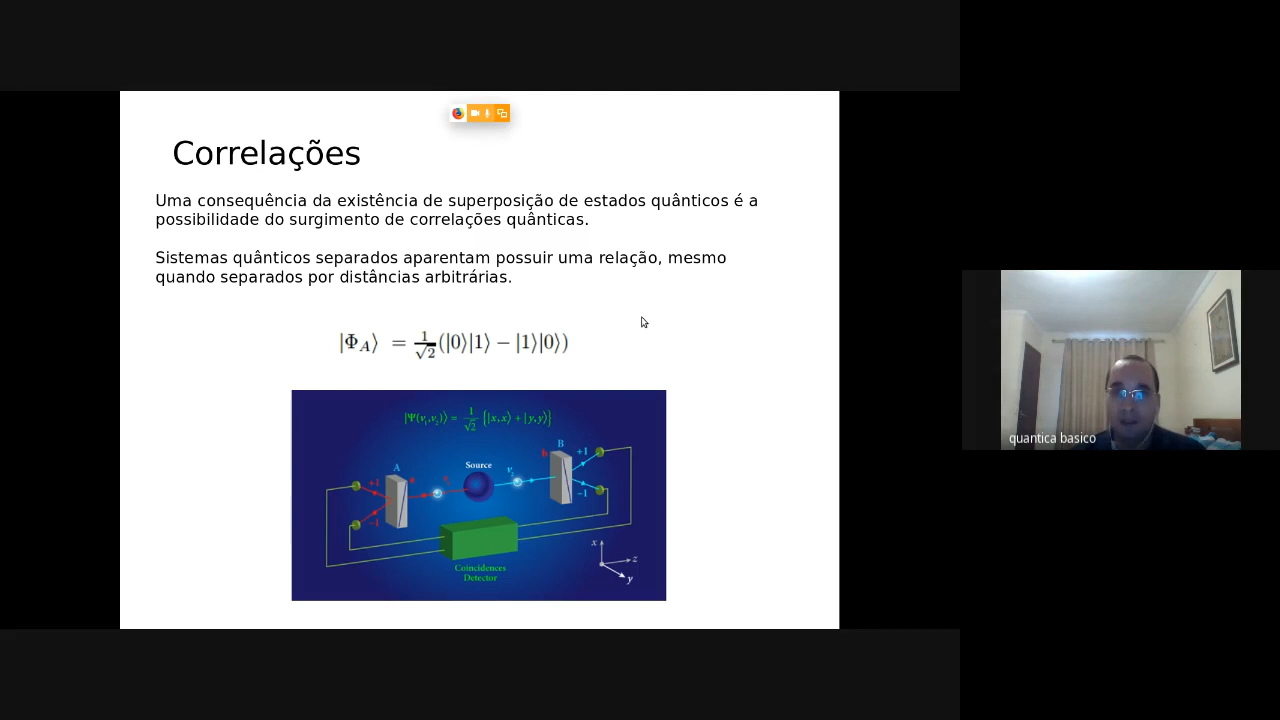 Correlações
Uma consequência da existência de superposição de estados quânticos é a
possibilidade do surgimento de correlações quânticas.
Sistemas quânticos separados aparentam possuir uma relação, mesmo
quando separados por distâncias arbitrárias.
|Φ_A⟩ = 1/√2(|0⟩|1⟩ − |1⟩|0⟩)
|Ψ(ν₁,ν₂)⟩ = 1/√2 {|x,x⟩ + |y,y⟩}
B
b
+1
A
Source
ν₂
+1
a
−1
−1
x
z
y
Coincidences
Detector
quantica basico